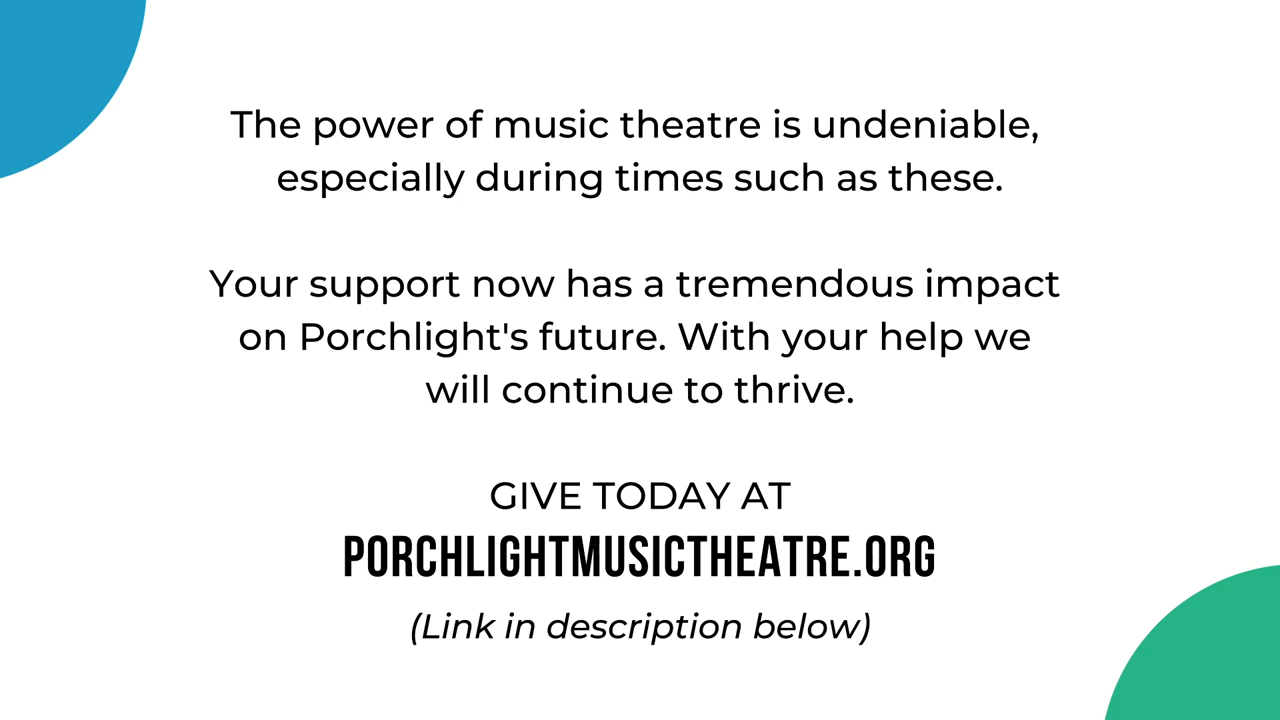 The power of music theatre is undeniable,
especially during times such as these.
Your support now has a tremendous impact
on Porchlight's future. With your help we
will continue to thrive.
GIVE TODAY AT
PORCHLIGHTMUSICTHEATRE.ORG
(Link in description below)